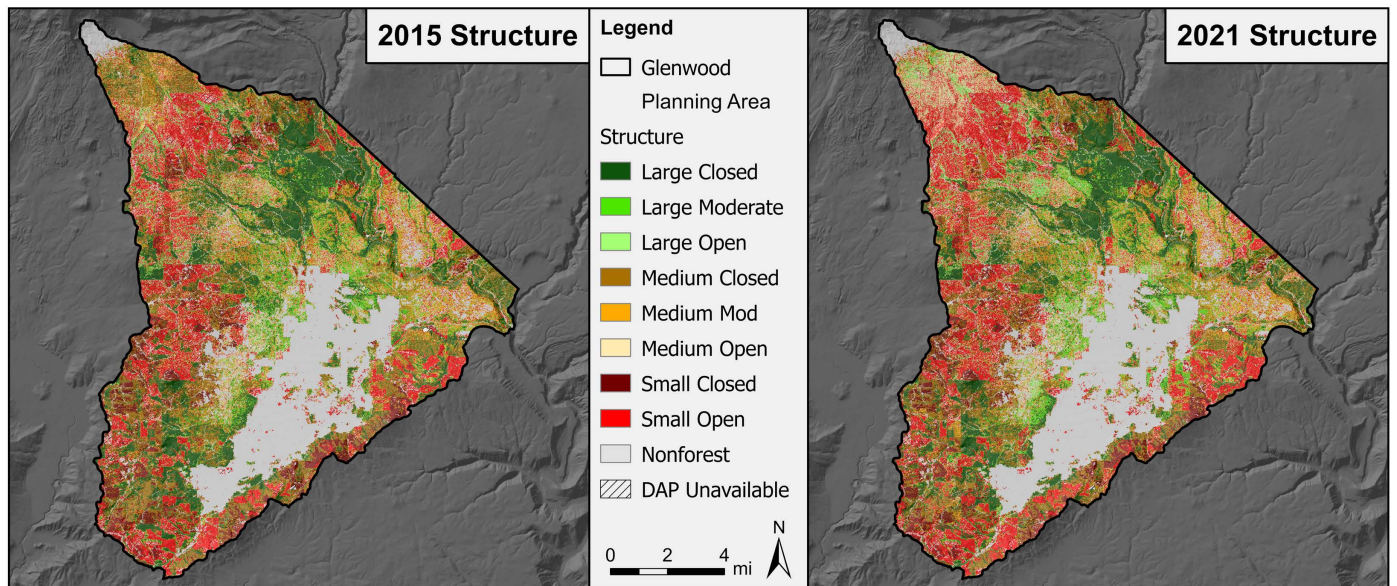 2015 Structure
Legend
Glenwood
Planning Area
Structure
Large Closed
Large Moderate
Large Open
Medium Closed
Medium Mod
Medium Open
Small Closed
Small Open
Nonforest
DAP Unavailable
N
0 2 4
mi
2021 Structure